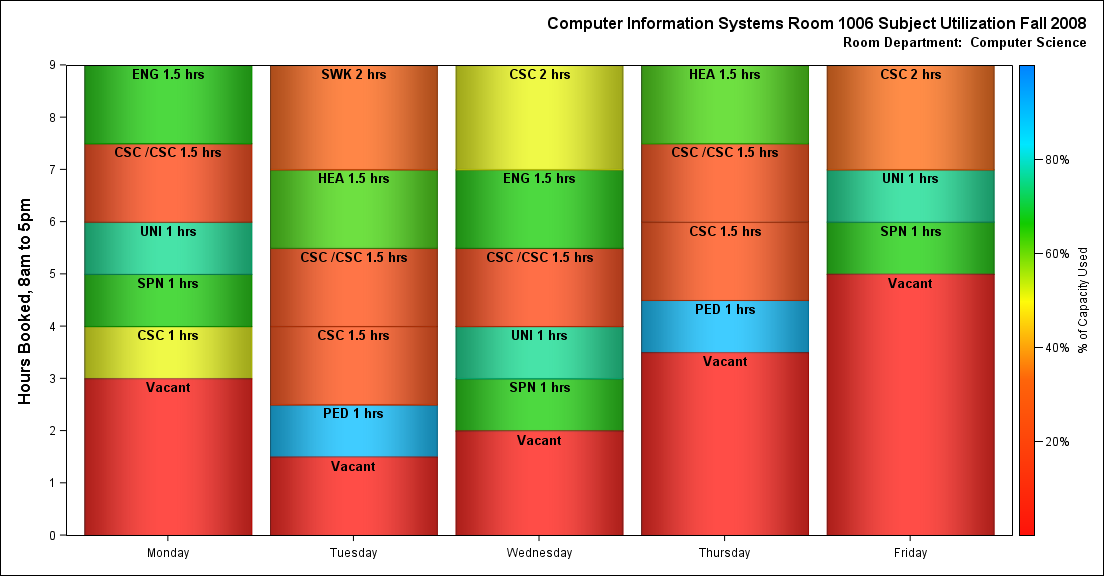 Computer Information Systems Room 1006 Subject Utilization Fall 2008
Room Department:  Computer Science
Hours Booked, 8am to 5pm
9
8
7
6
5
4
3
2
1
0
ENG 1.5 hrs
CSC /CSC 1.5 hrs
UNI 1 hrs
SPN 1 hrs
CSC 1 hrs
Vacant
SWK 2 hrs
HEA 1.5 hrs
CSC /CSC 1.5 hrs
CSC 1.5 hrs
PED 1 hrs
Vacant
CSC 2 hrs
ENG 1.5 hrs
CSC /CSC 1.5 hrs
UNI 1 hrs
SPN 1 hrs
Vacant
HEA 1.5 hrs
CSC /CSC 1.5 hrs
CSC 1.5 hrs
PED 1 hrs
Vacant
CSC 2 hrs
UNI 1 hrs
SPN 1 hrs
Vacant
Monday
Tuesday
Wednesday
Thursday
Friday
80%
60%
40%
20%
% of Capacity Used